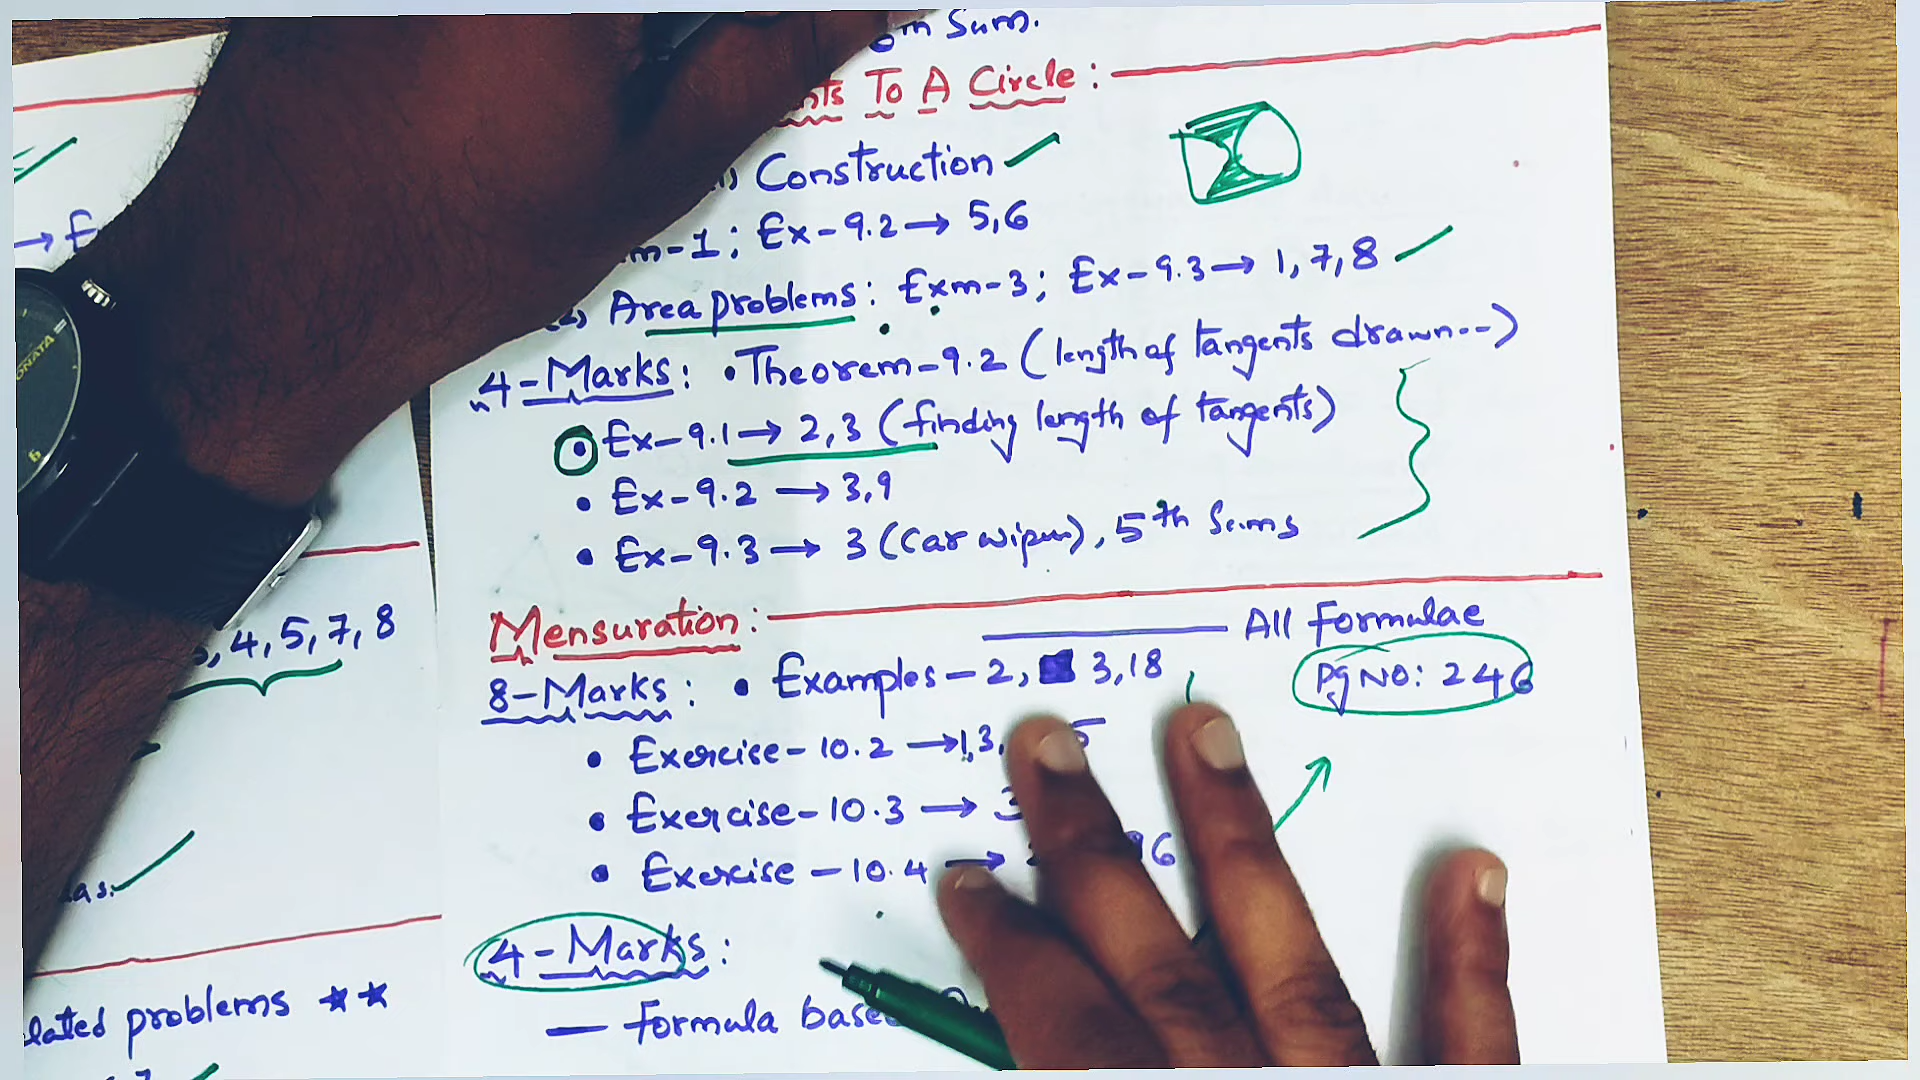 Sum.
To A Circle:
Construction
Ex-9.2 → 5,6
Area problems: Exm-3; Ex-9.3 → 1,7,8
4-Marks: • Theorem-9.2 (length of tangents drawn--)
• Ex-9.1 → 2,3 (finding length of tangents)
• Ex-9.2 → 3,9
• Ex-9.3 → 3 (Car wiper), 5th Sums
Mensuration:
All Formulae
8-Marks: • Examples - 2, 3,18
Pg No: 246
• Exercise-10.2 → 1,3,
• Exercise-10.3 →
• Exercise-10.4 →
4-Marks:
— formula
4,5,7,8
problems ★★